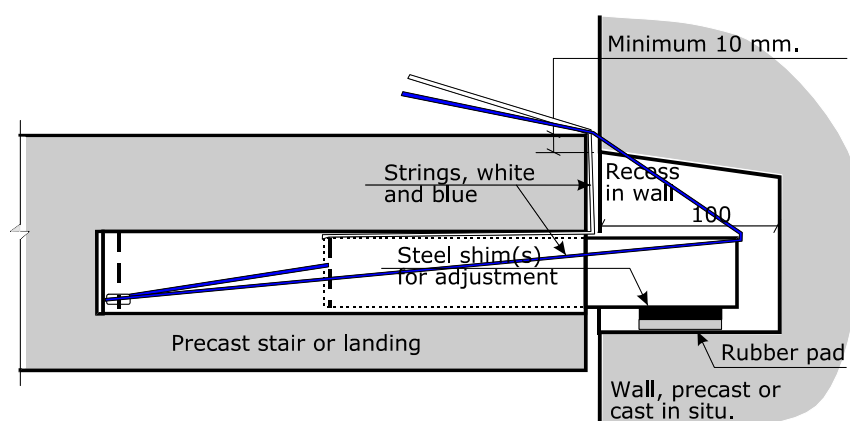 Minimum 10 mm.
Strings, white
and blue
Recess
in wall
100
Steel shim(s)
for adjustment
Precast stair or landing
Rubber pad
Wall, precast or
cast in situ.